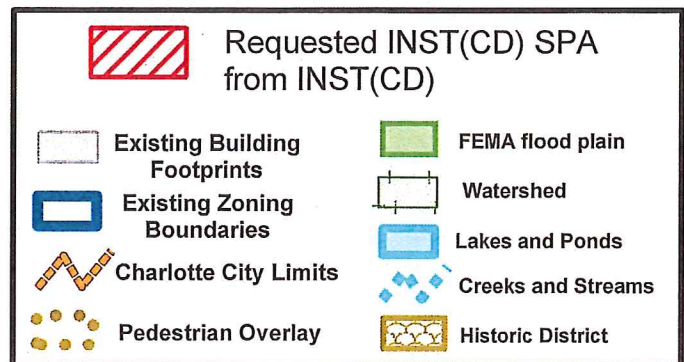 Requested INST(CD) SPA
from INST(CD)
Existing Building
Footprints
Existing Zoning
Boundaries
Charlotte City Limits
Pedestrian Overlay
FEMA flood plain
Watershed
Lakes and Ponds
Creeks and Streams
Historic District